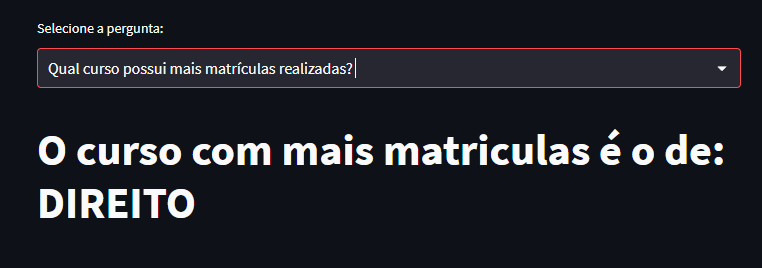 Selecione a pergunta:
Qual curso possui mais matrículas realizadas?
O curso com mais matriculas é o de:
DIREITO